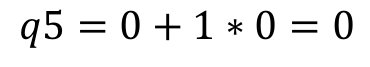 q5 = 0 + 1 ∗ 0 = 0